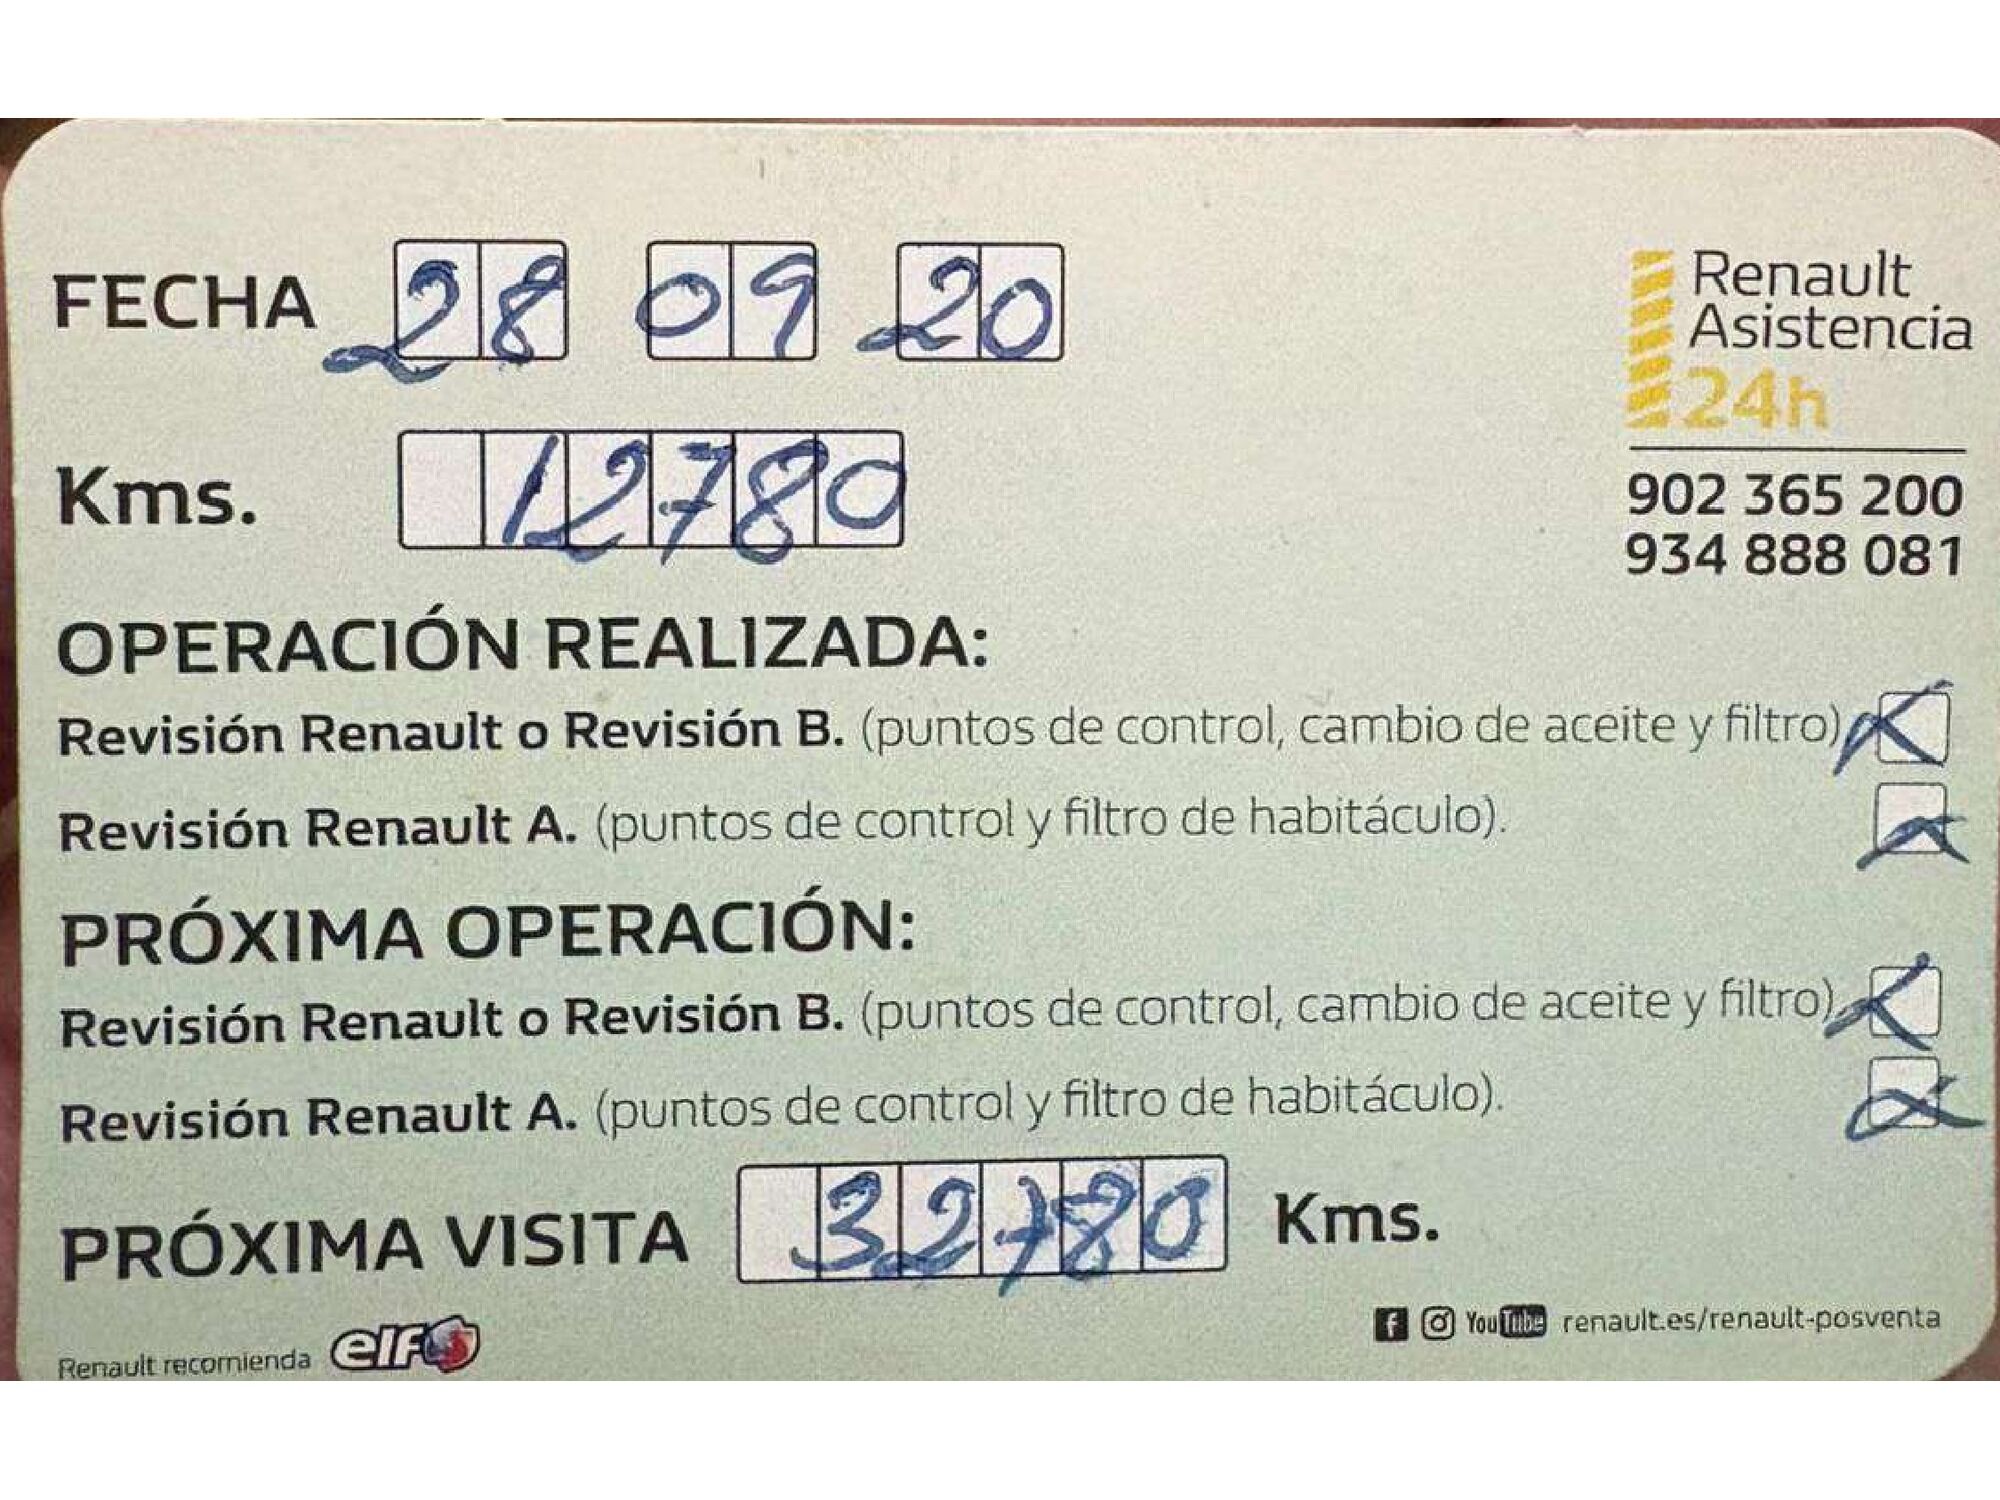 FECHA 28 09 20
Renault
Asistencia
24h
Kms. 12780
902 365 200
934 888 081
OPERACIÓN REALIZADA:
Revisión Renault o Revisión B. (puntos de control, cambio de aceite y filtro).
Revisión Renault A. (puntos de control y filtro de habitáculo).
PRÓXIMA OPERACIÓN:
Revisión Renault o Revisión B. (puntos de control, cambio de aceite y filtro).
Revisión Renault A. (puntos de control y filtro de habitáculo).
PRÓXIMA VISITA 32780 Kms.
f YouTube renault.es/renault-posventa
Renault recomienda elf